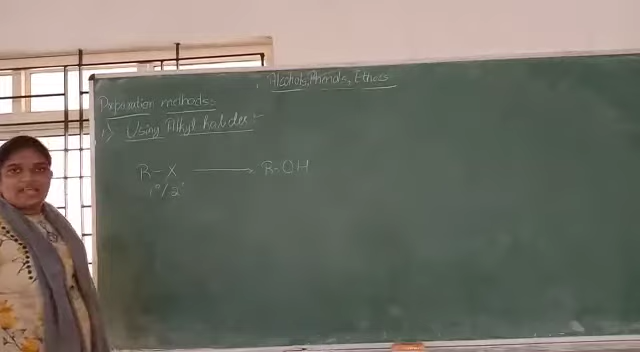 Alcohols, Phenols, Ethers
Preparation methods:
1) Using Alkyl halides:-
R-X ⟶ R-OH
1°/2°